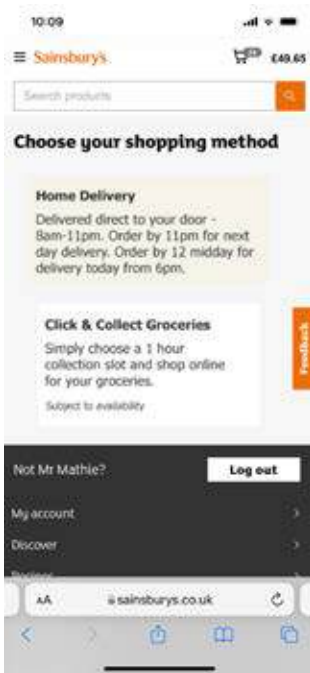 10:09
Sainsbury's
£49.65
Search products
Choose your shopping method
Home Delivery
Delivered direct to your door -
8am-11pm. Order by 11pm for next
day delivery. Order by 12 midday for
delivery today from 6pm.
Click & Collect Groceries
Simply choose a 1 hour
collection slot and shop online
for your groceries.
Subject to availability
Feedback
Not Mr Mathie?
Log out
My account
Discover
Recipes
AA
sainsburys.co.uk